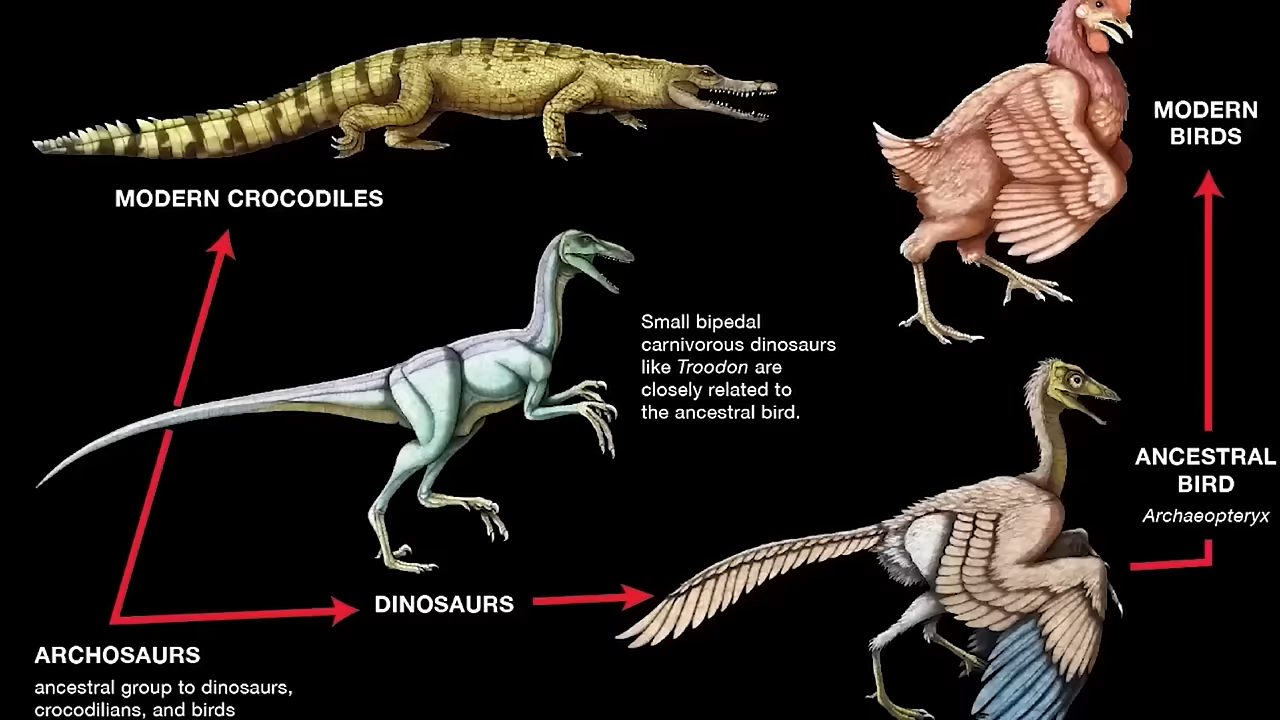 MODERN
BIRDS
MODERN CROCODILES
Small bipedal
carnivorous dinosaurs
like Troodon are
closely related to
the ancestral bird.
ANCESTRAL
BIRD
Archaeopteryx
DINOSAURS
ARCHOSAURS
ancestral group to dinosaurs,
crocodilians, and birds